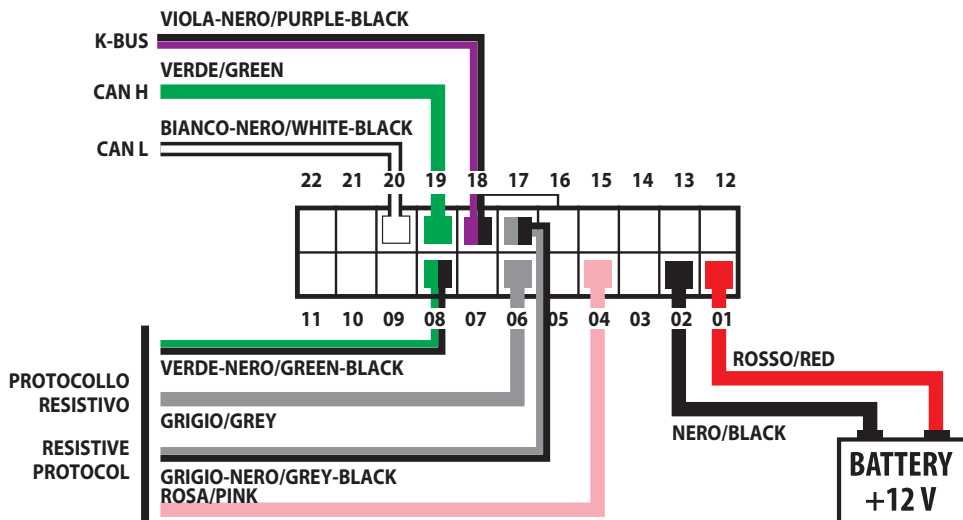 VIOLA-NERO/PURPLE-BLACK
K-BUS
VERDE/GREEN
CAN H
BIANCO-NERO/WHITE-BLACK
CAN L
22 21 20 19 18 17 16 15 14 13 12
11 10 09 08 07 06 05 04 03 02 01
ROSSO/RED
VERDE-NERO/GREEN-BLACK
PROTOCOLLO
RESISTIVO
GRIGIO/GREY
NERO/BLACK
RESISTIVE
PROTOCOL
GRIGIO-NERO/GREY-BLACK
ROSA/PINK
BATTERY
+12 V